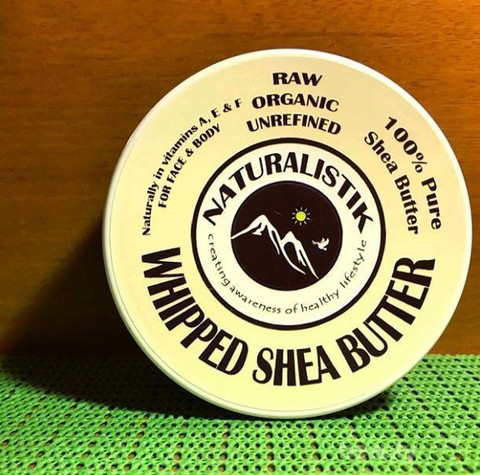 RAW
ORGANIC
UNREFINED
Naturally in vitamins A, E & F
FOR FACE & BODY
100% Pure
Shea Butter
NATURALISTIK
creating awareness of healthy lifestyle
WHIPPED SHEA BUTTER